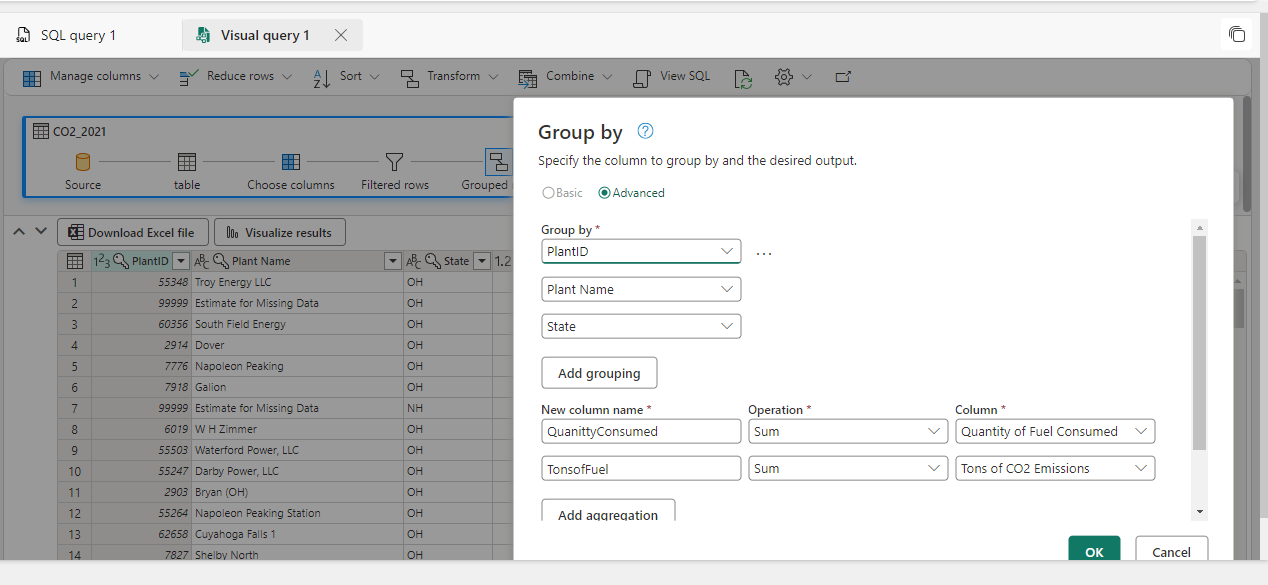 SQL query 1 Visual query 1
Manage columns Reduce rows Sort Transform Combine View SQL
CO2_2021
Source table Choose columns Filtered rows Grouped
Download Excel file Visualize results
PlantID Plant Name State 1.2
1 55348 Troy Energy LLC OH
2 99999 Estimate for Missing Data OH
3 60356 South Field Energy OH
4 2914 Dover OH
5 7776 Napoleon Peaking OH
6 7918 Galion OH
7 99999 Estimate for Missing Data NH
8 6019 W H Zimmer OH
9 55503 Waterford Power, LLC OH
10 55247 Darby Power, LLC OH
11 2903 Bryan (OH) OH
12 55264 Napoleon Peaking Station OH
13 62658 Cuyahoga Falls 1 OH
14 7827 Shelby North OH
Group by
Specify the column to group by and the desired output.
Basic Advanced
Group by *
PlantID
Plant Name
State
Add grouping
New column name * Operation * Column *
QuanittyConsumed Sum Quantity of Fuel Consumed
TonsofFuel Sum Tons of CO2 Emissions
Add aggregation
OK Cancel